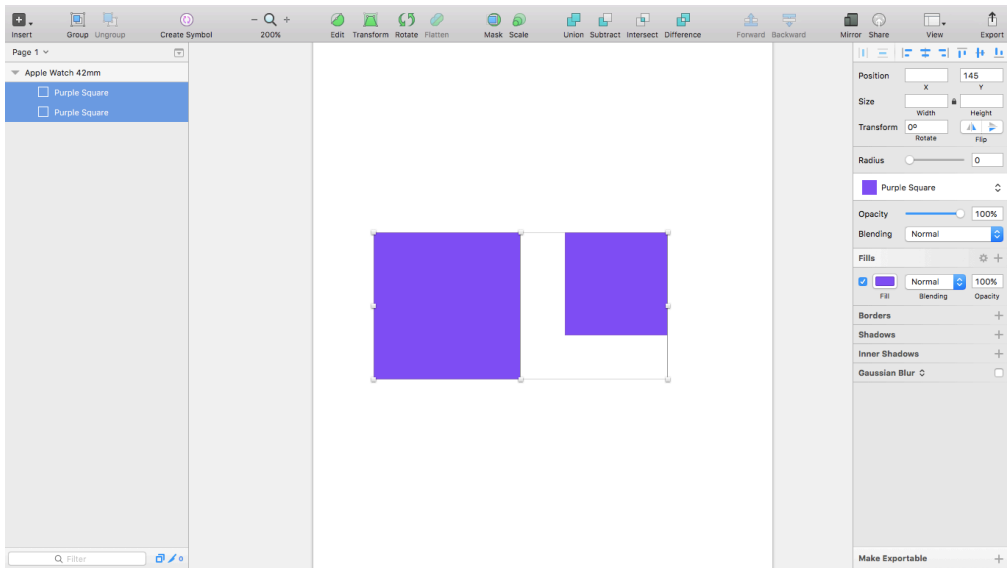 Insert Group Ungroup Create Symbol 200% Edit Transform Rotate Flatten Mask Scale Union Subtract Intersect Difference Forward Backward Mirror Share View Export
Page 1
Apple Watch 42mm
Purple Square
Purple Square
Filter
0
Position 145
X Y
Size
Width Height
Transform 0º
Rotate Flip
Radius 0
Purple Square
Opacity 100%
Blending Normal
Fills
Normal 100%
Fill Blending Opacity
Borders
Shadows
Inner Shadows
Gaussian Blur
Make Exportable